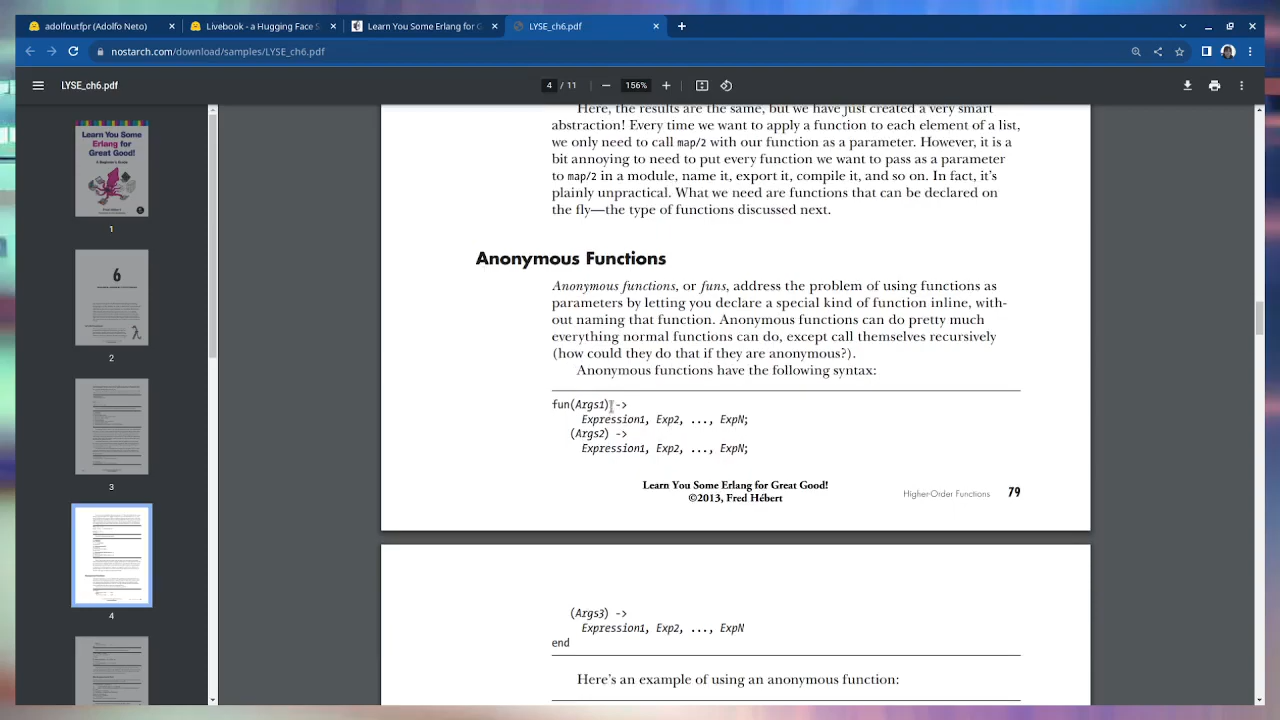 adolfoutfpr (Adolfo Neto)
Livebook - a Hugging Face S
Learn You Some Erlang for G
LYSE_ch6.pdf
nostarch.com/download/samples/LYSE_ch6.pdf
LYSE_ch6.pdf
4 / 11
156%
Learn You Some
Erlang for
Great Good!
1
6
2
3
4
Here, the results are the same, but we have just created a very smart
abstraction! Every time we want to apply a function to each element of a list,
we only need to call map/2 with our function as a parameter. However, it is a
bit annoying to need to put every function we want to pass as a parameter
to map/2 in a module, name it, export it, compile it, and so on. In fact, it's
plainly unpractical. What we need are functions that can be declared on
the fly—the type of functions discussed next.
Anonymous Functions
Anonymous functions, or funs, address the problem of using functions as
parameters by letting you declare a special kind of function inline, with-
out naming that function. Anonymous functions can do pretty much
everything normal functions can do, except call themselves recursively
(how could they do that if they are anonymous?).
Anonymous functions have the following syntax:
fun(Args1) ->
Expression1, Exp2, ..., ExpN;
(Args2) ->
Expression1, Exp2, ..., ExpN;
Learn You Some Erlang for Great Good!
©2013, Fred Hébert
Higher-Order Functions 79
(Args3) ->
Expression1, Exp2, ..., ExpN
end
Here's an example of using an anonymous function: